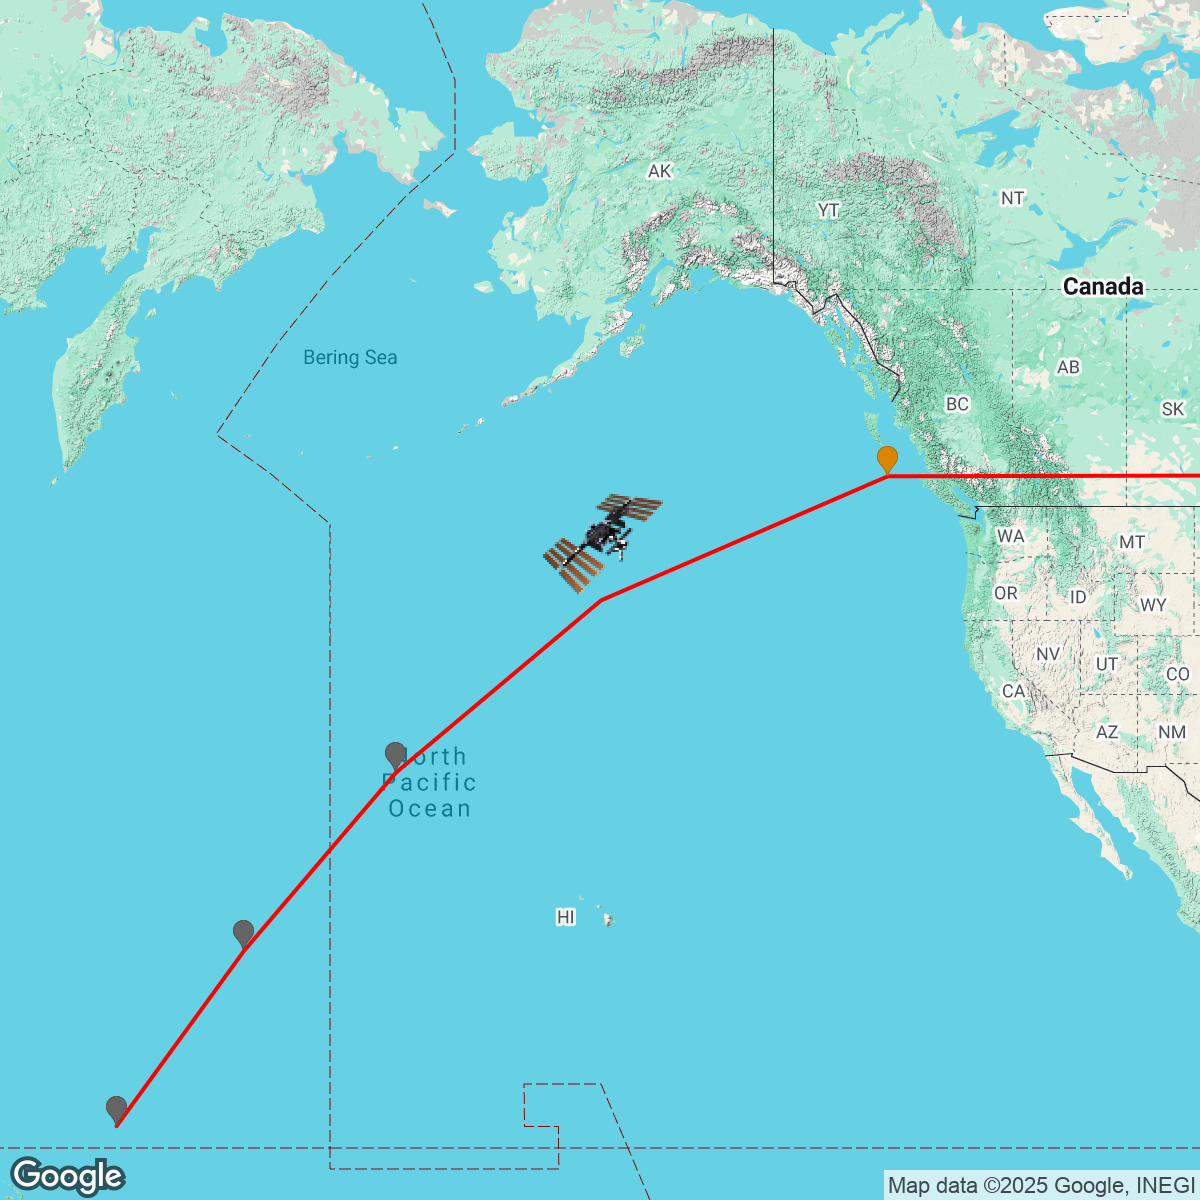 AK
YT
NT
Canada
Bering Sea
AB
BC
SK
WA
MT
OR
ID
WY
NV
UT
CO
CA
AZ
NM
North
Pacific
Ocean
HI
Google
Map data ©2025 Google, INEGI